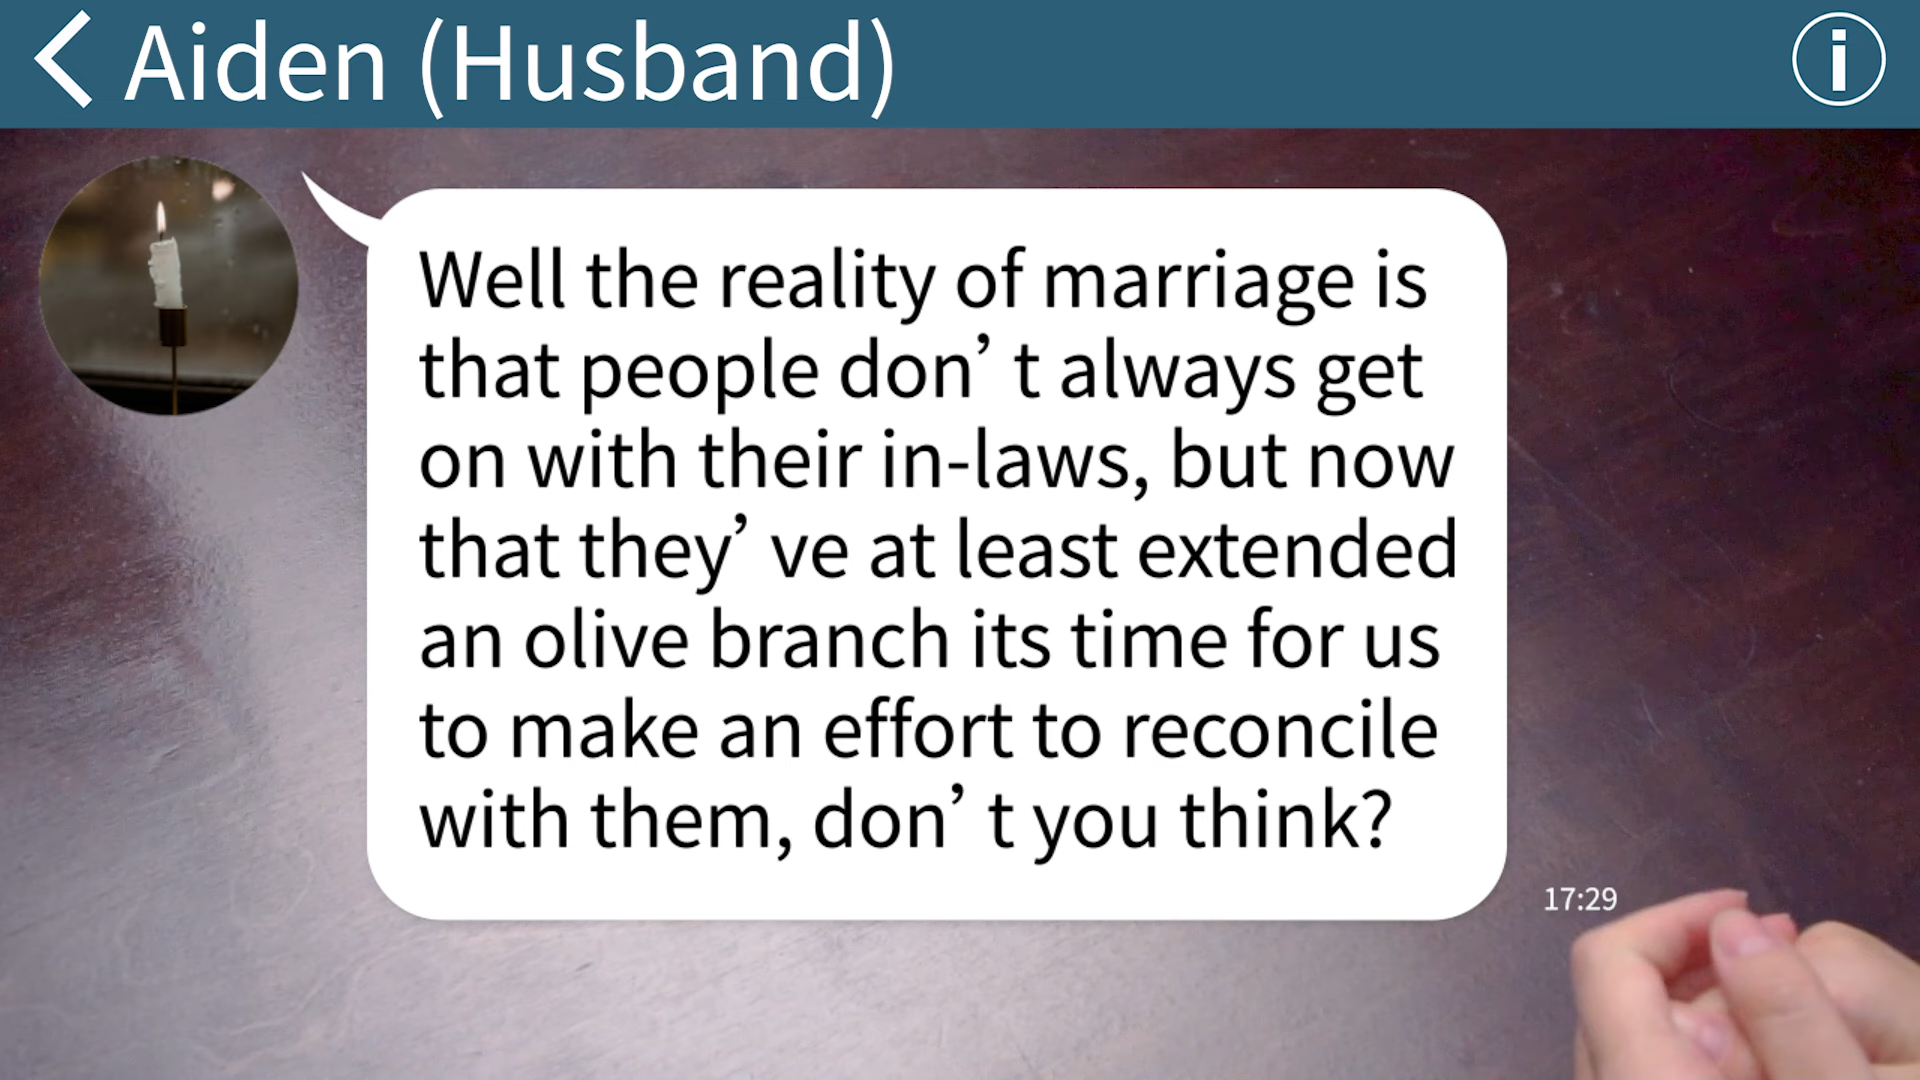 Aiden (Husband)
Well the reality of marriage is
that people don’ t always get
on with their in-laws, but now
that they’ ve at least extended
an olive branch its time for us
to make an effort to reconcile
with them, don’ t you think?
17:29